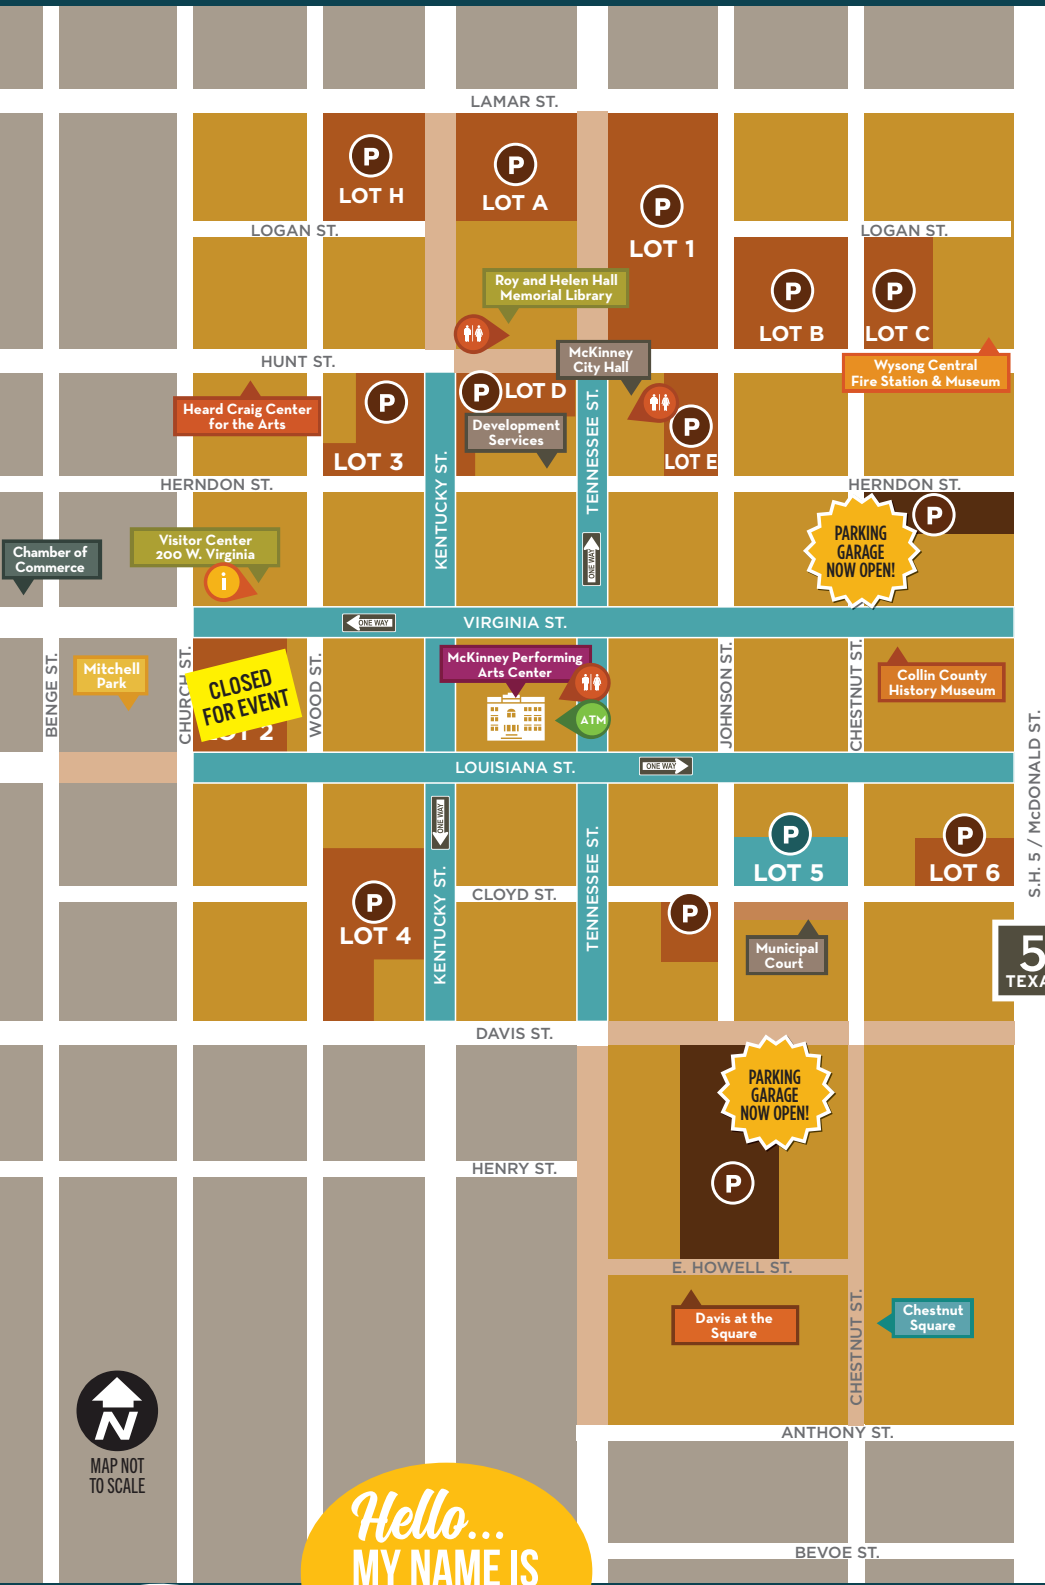 LAMAR ST.
P
LOT H
P
LOT A
P
LOT 1
LOGAN ST.
LOGAN ST.
Roy and Helen Hall
Memorial Library
P
LOT B
P
LOT C
HUNT ST.
McKinney
City Hall
Wysong Central
Fire Station & Museum
Heard Craig Center
for the Arts
P
LOT 3
P
LOT D
Development
Services
P
LOT E
KENTUCKY ST.
TENNESSEE ST.
HERNDON ST.
HERNDON ST.
P
PARKING
GARAGE
NOW OPEN!
Chamber of
Commerce
Visitor Center
200 W. Virginia
i
ONE WAY
ONE WAY
VIRGINIA ST.
BENSE ST.
Mitchell
Park
CHURCH ST.
CLOSED
FOR EVENT
LOT 2
WOOD ST.
McKinney Performing
Arts Center
ATM
JOHNSON ST.
CHESTNUT ST.
Collin County
History Museum
S.H. 5 / McDONALD ST.
LOUISIANA ST.
ONE WAY
ONE WAY
P
LOT 5
P
LOT 6
KENTUCKY ST.
TENNESSEE ST.
CLOYD ST.
P
LOT 4
P
Municipal
Court
5
DAVIS ST.
PARKING
GARAGE
NOW OPEN!
HENRY ST.
P
E. HOWELL ST.
Davis at the
Square
CHESTNUT ST.
Chestnut
Square
N
MAP NOT
TO SCALE
ANTHONY ST.
Hello...
MY NAME IS
BEVOE ST.